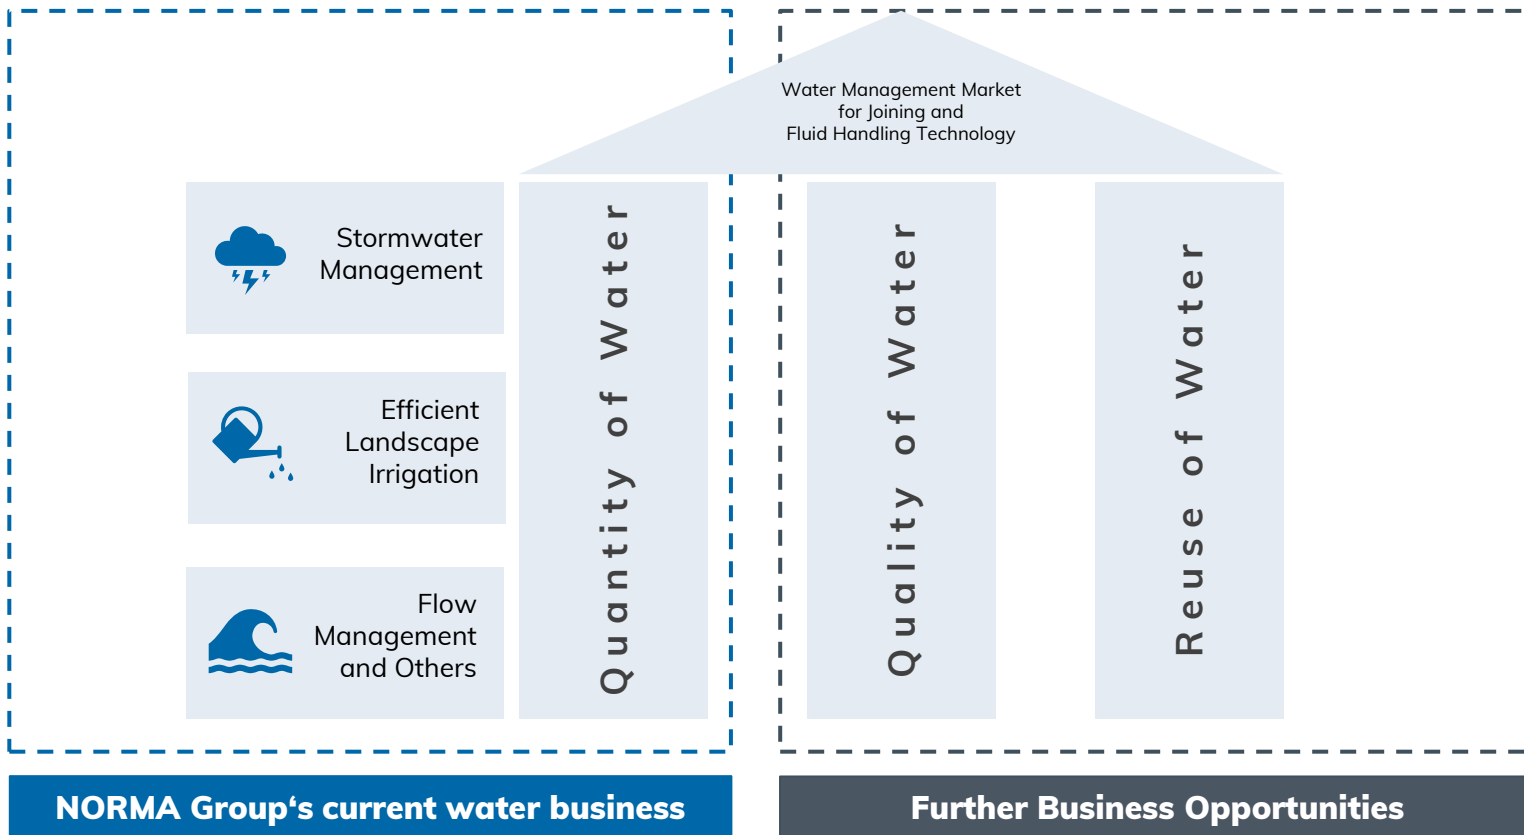 Water Management Market
for Joining and
Fluid Handling Technology
Stormwater
Management
Efficient
Landscape
Irrigation
Flow
Management
and Others
Quantity of Water
Quality of Water
Reuse of Water
NORMA Group‘s current water business
Further Business Opportunities